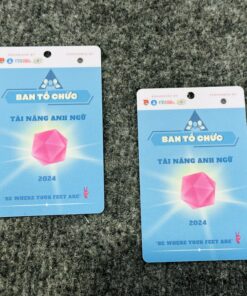 BAN TỔ CHỨC
TÀI NĂNG ANH NGỮ
2024
"BE WHERE YOUR FEET ARE"
BAN TỔ CHỨC
TÀI NĂNG ANH NGỮ
2024
"BE WHERE YOUR FEET ARE"